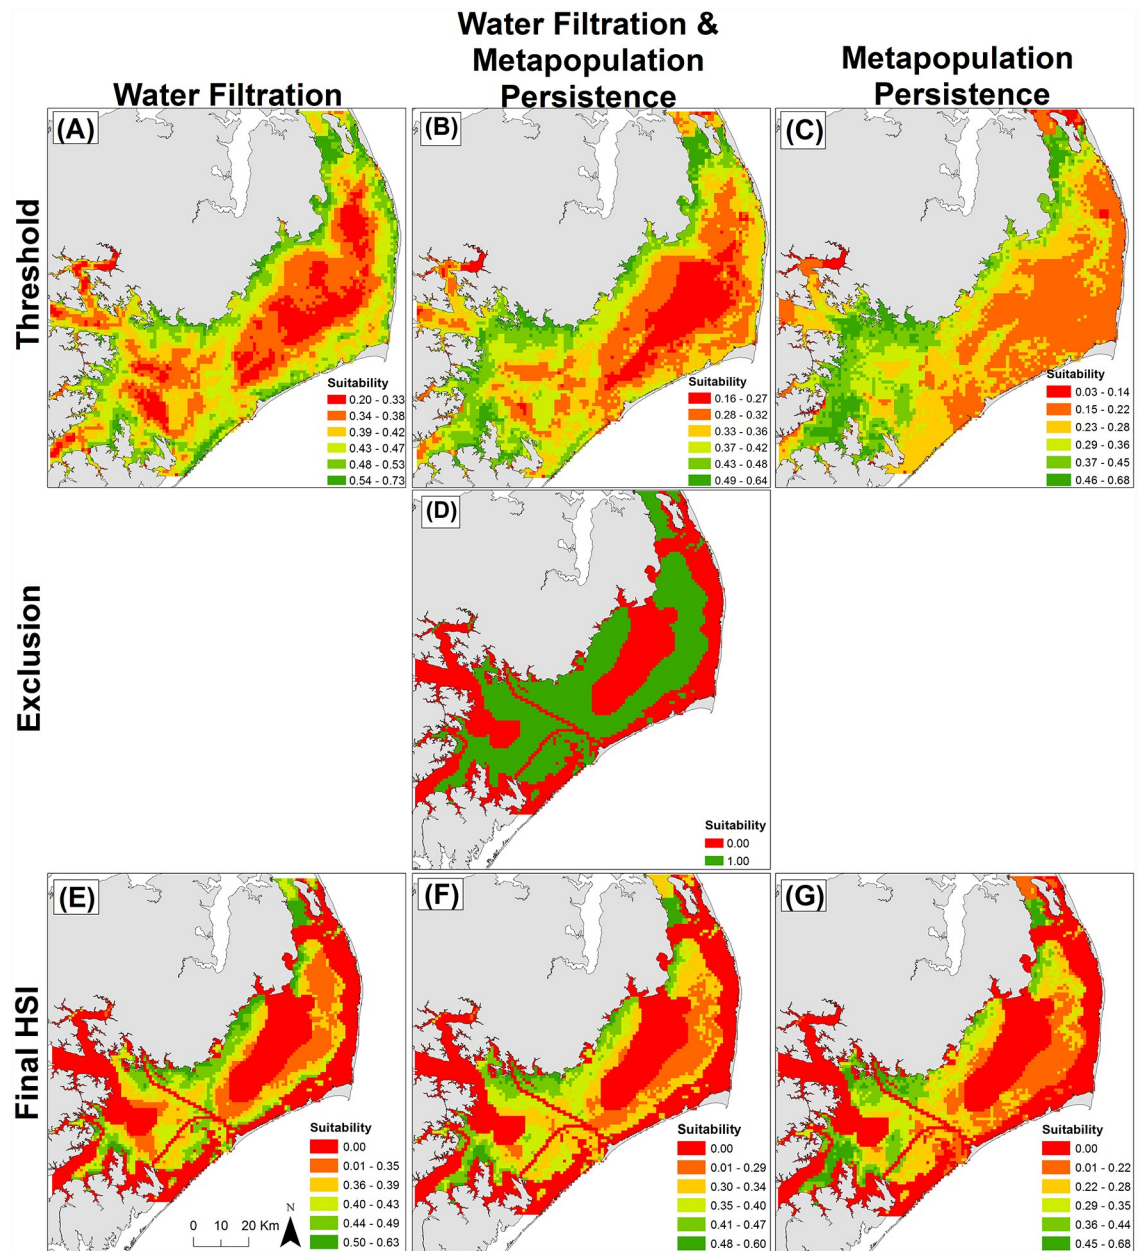 Water Filtration
Water Filtration &
Metapopulation
Persistence
Metapopulation
Persistence
Threshold
(A)
Suitability
0.20 - 0.33
0.34 - 0.38
0.39 - 0.42
0.43 - 0.47
0.48 - 0.53
0.54 - 0.73
(B)
Suitability
0.16 - 0.27
0.28 - 0.32
0.33 - 0.36
0.37 - 0.42
0.43 - 0.48
0.49 - 0.64
(C)
Suitability
0.03 - 0.14
0.15 - 0.22
0.23 - 0.28
0.29 - 0.36
0.37 - 0.45
0.46 - 0.68
Exclusion
(D)
Suitability
0.00
1.00
Final HSI
(E)
Suitability
0.00
0.01 - 0.35
0.36 - 0.39
0.40 - 0.43
0.44 - 0.49
0.50 - 0.63
0 10 20 Km
N
(F)
Suitability
0.00
0.01 - 0.29
0.30 - 0.34
0.35 - 0.40
0.41 - 0.47
0.48 - 0.60
(G)
Suitability
0.00
0.01 - 0.22
0.22 - 0.28
0.29 - 0.35
0.36 - 0.44
0.45 - 0.68